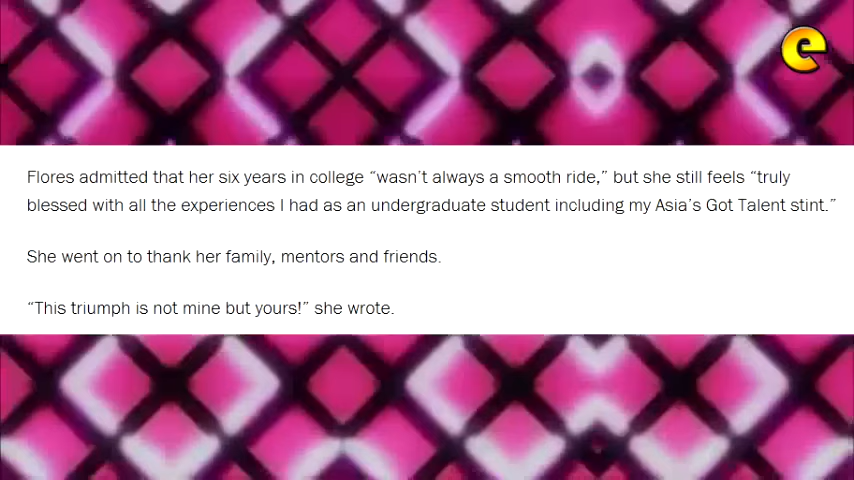 e
Flores admitted that her six years in college “wasn’t always a smooth ride,” but she still feels “truly
blessed with all the experiences I had as an undergraduate student including my Asia’s Got Talent stint.”
She went on to thank her family, mentors and friends.
“This triumph is not mine but yours!” she wrote.